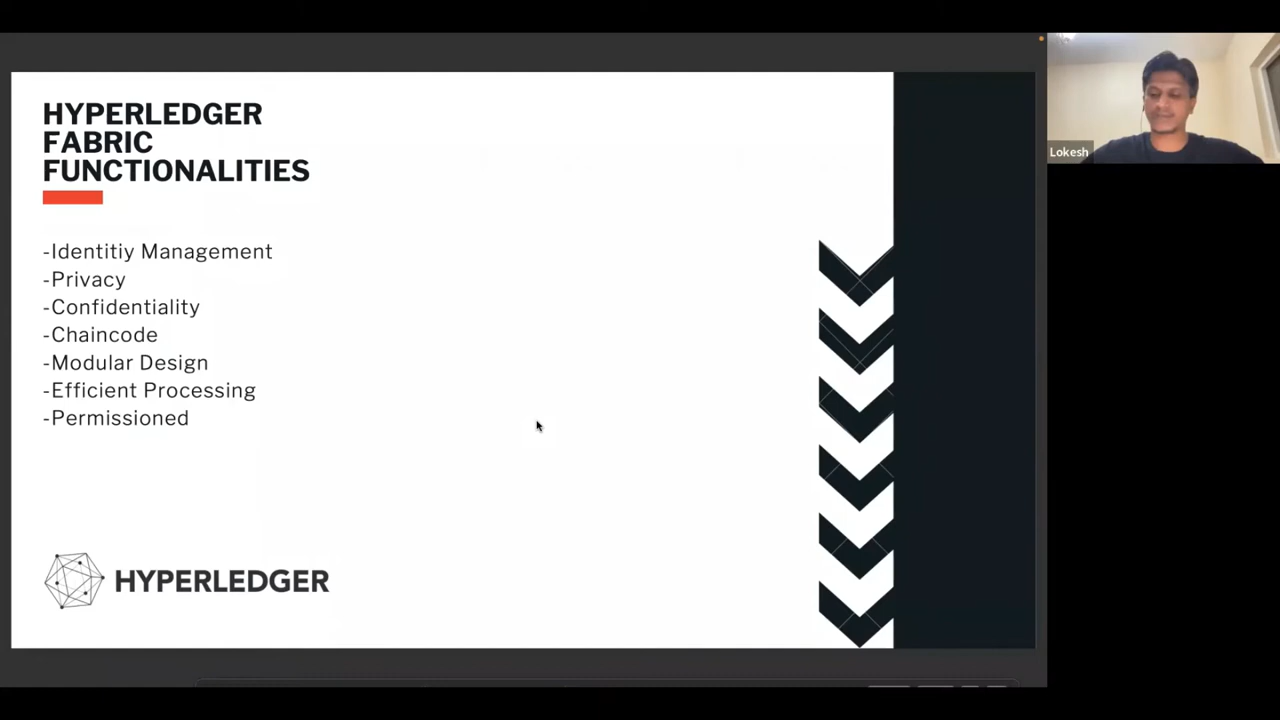 HYPERLEDGER
FABRIC
FUNCTIONALITIES
-Identitiy Management
-Privacy
-Confidentiality
-Chaincode
-Modular Design
-Efficient Processing
-Permissioned
HYPERLEDGER
Lokesh